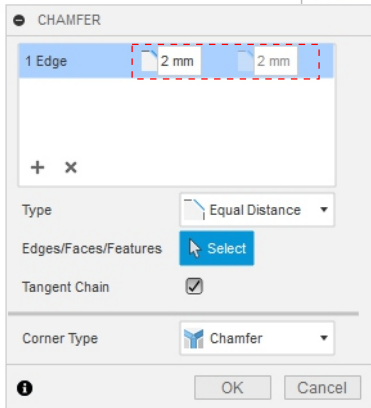 CHAMFER
1 Edge 2 mm 2 mm
Type Equal Distance
Edges/Faces/Features Select
Tangent Chain
Corner Type Chamfer
OK Cancel